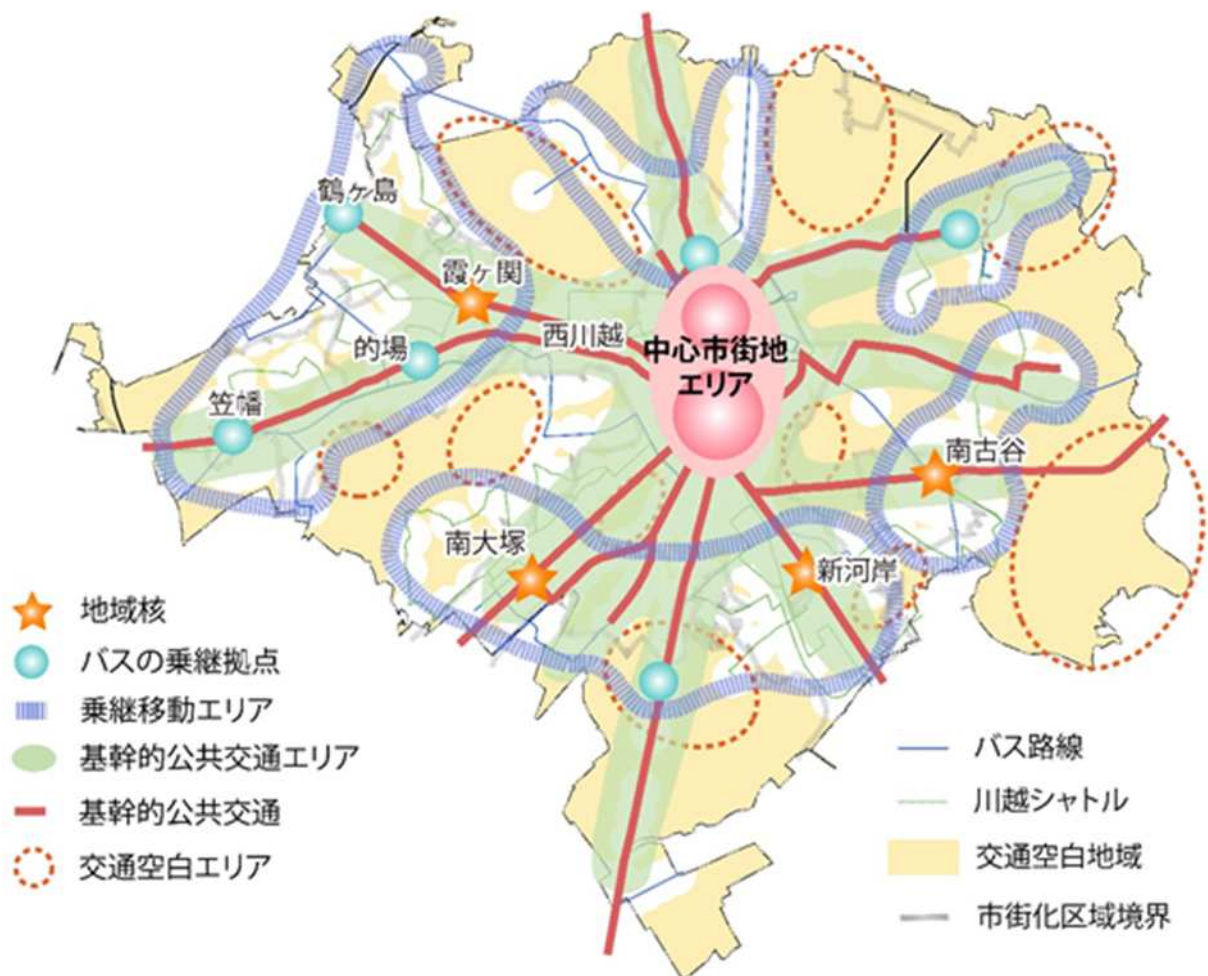 鶴ヶ島
霞ヶ関
西川越
的場
笠幡
中心市街地
エリア
南古谷
南大塚
新河岸
地域核
バスの乗継拠点
乗継移動エリア
基幹的公共交通エリア
基幹的公共交通
交通空白エリア
バス路線
川越シャトル
交通空白地域
市街化区域境界